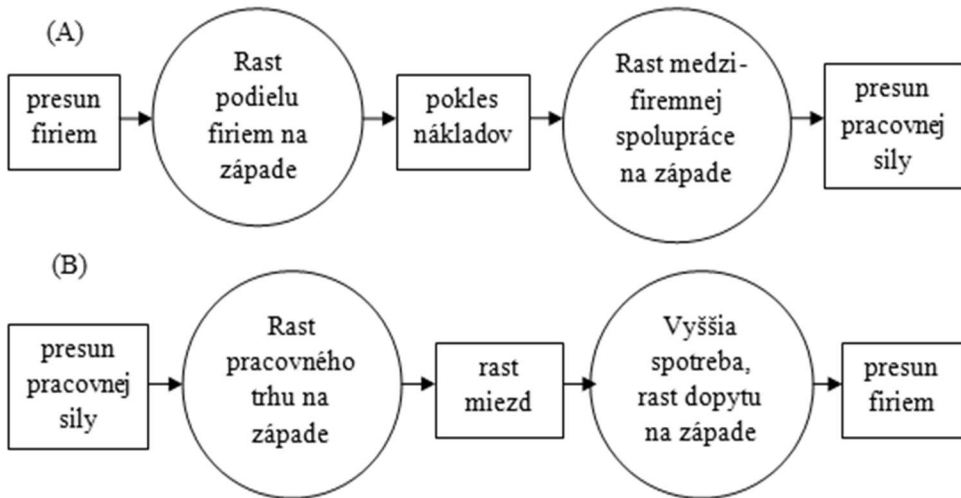 (A)
presun
firiem
Rast
podielu
firiem na
západe
pokles
nákladov
Rast medzi-
firemnej
spolupráce
na západe
presun
pracovnej
sily
(B)
presun
pracovnej
sily
Rast
pracovného
trhu na
západe
rast
miezd
Vyššia
spotreba,
rast dopytu
na západe
presun
firiem